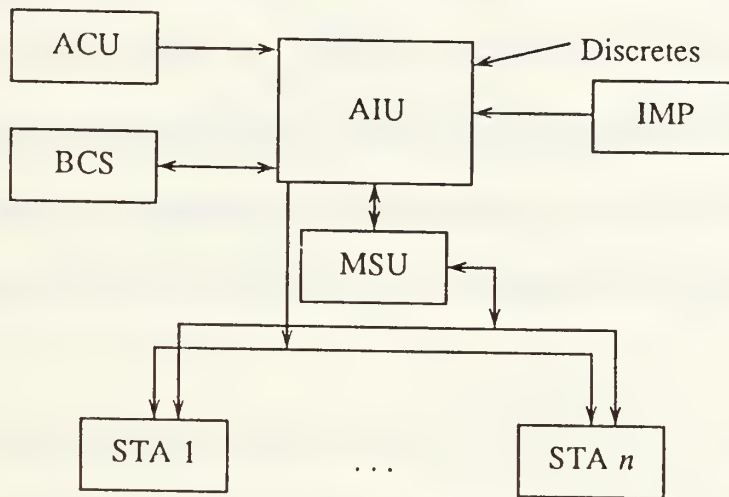 ACU
Discretes
AIU
IMP
BCS
MSU
STA 1
...
STA n